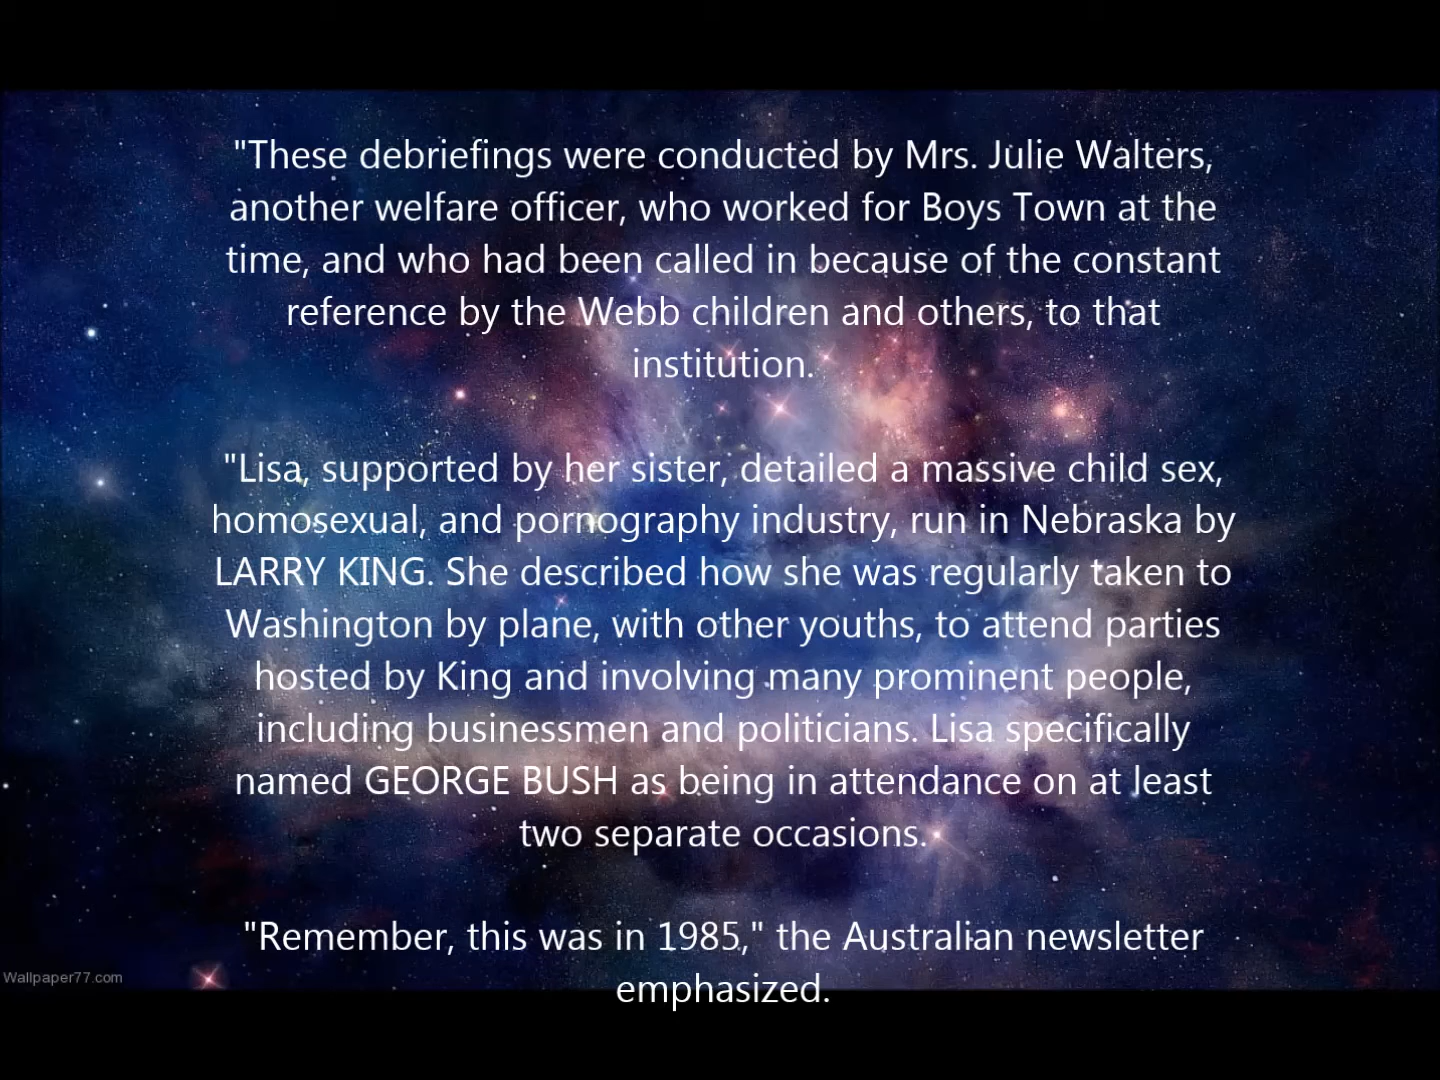 "These debriefings were conducted by Mrs. Julie Walters,
another welfare officer, who worked for Boys Town at the
time, and who had been called in because of the constant
reference by the Webb children and others, to that
institution.
"Lisa, supported by her sister, detailed a massive child sex,
homosexual, and pornography industry, run in Nebraska by
LARRY KING. She described how she was regularly taken to
Washington by plane, with other youths, to attend parties
hosted by King and involving many prominent people,
including businessmen and politicians. Lisa specifically
named GEORGE BUSH as being in attendance on at least
two separate occasions.
"Remember, this was in 1985," the Australian newsletter
emphasized.
Wallpaper77.com